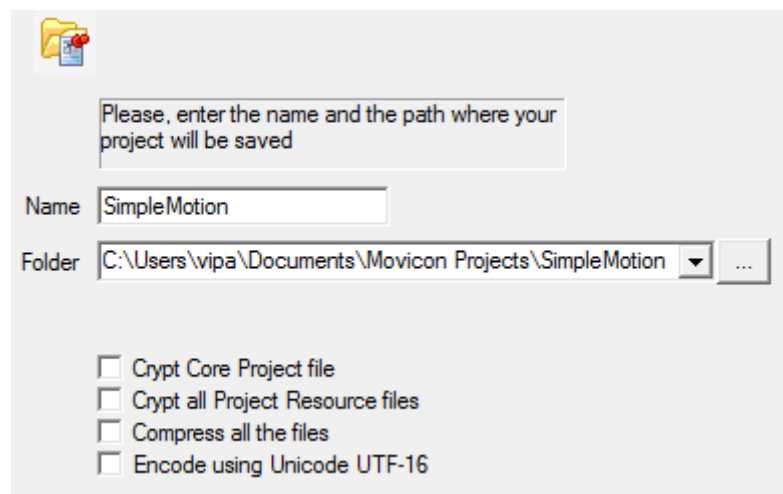 Please, enter the name and the path where your
project will be saved
Name SimpleMotion
Folder C:\Users\vipa\Documents\Movicon Projects\SimpleMotion ...
Crypt Core Project file
Crypt all Project Resource files
Compress all the files
Encode using Unicode UTF-16